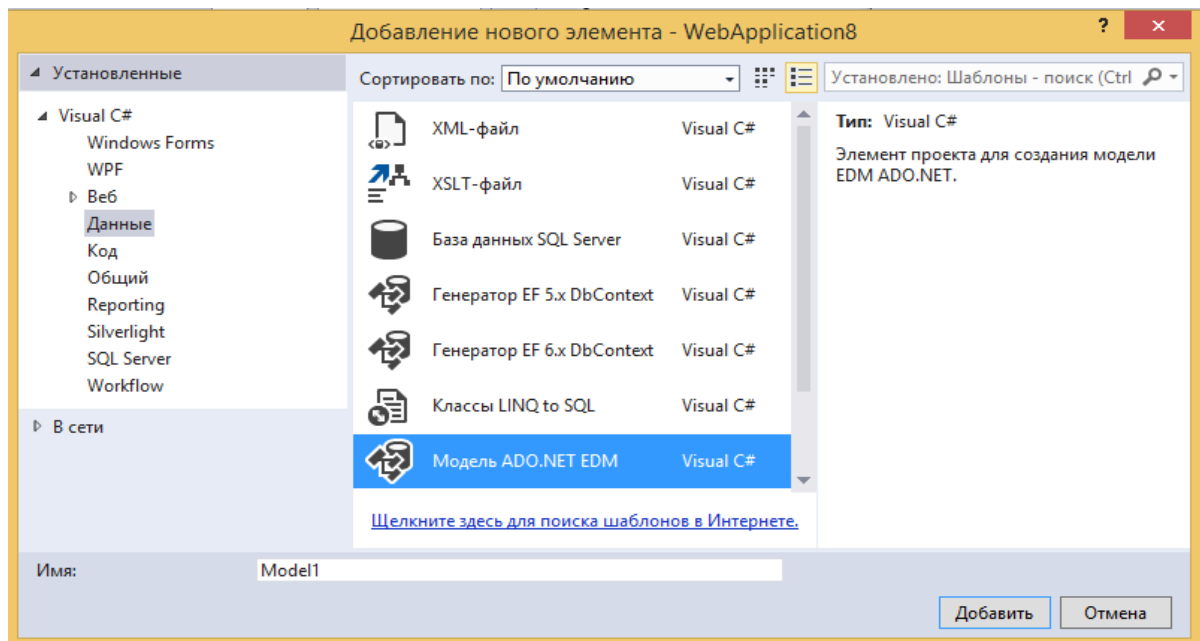 Добавление нового элемента - WebApplication8
?
Установленные
Сортировать по: По умолчанию
Установлено: Шаблоны - поиск (Ctrl
Visual C#
Windows Forms
WPF
Веб
Данные
Код
Общий
Reporting
Silverlight
SQL Server
Workflow
В сети
XML-файл Visual C#
XSLT-файл Visual C#
База данных SQL Server Visual C#
Генератор EF 5.x DbContext Visual C#
Генератор EF 6.x DbContext Visual C#
Классы LINQ to SQL Visual C#
Модель ADO.NET EDM Visual C#
Щелкните здесь для поиска шаблонов в Интернете.
Тип: Visual C#
Элемент проекта для создания модели
EDM ADO.NET.
Имя: Model1
Добавить Отмена